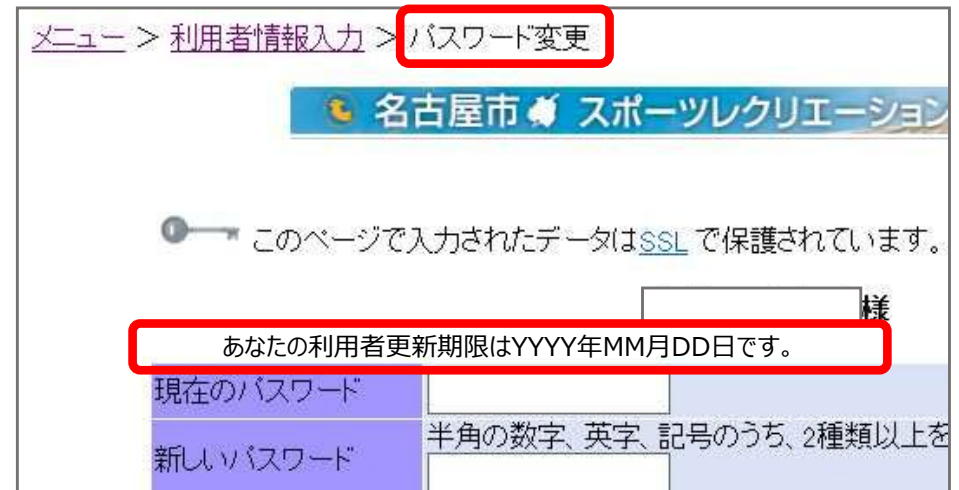 メニュー > 利用者情報入力 > パスワード変更
名古屋市 スポーツレクリエーション
このページで入力されたデータはSSL で保護されています。
様
あなたの利用者更新期限はYYYY年MM月DD日です。
現在のパスワード
半角の数字、英字、記号のうち、2種類以上を
新しいパスワード